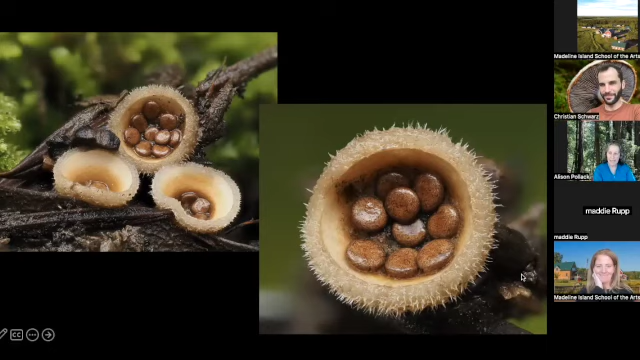 Madeline Island School of the Arts
Christian Schwarz
Alison Pollack
maddie Rupp
maddie Rupp
Madeline Island School of the Arts
CC